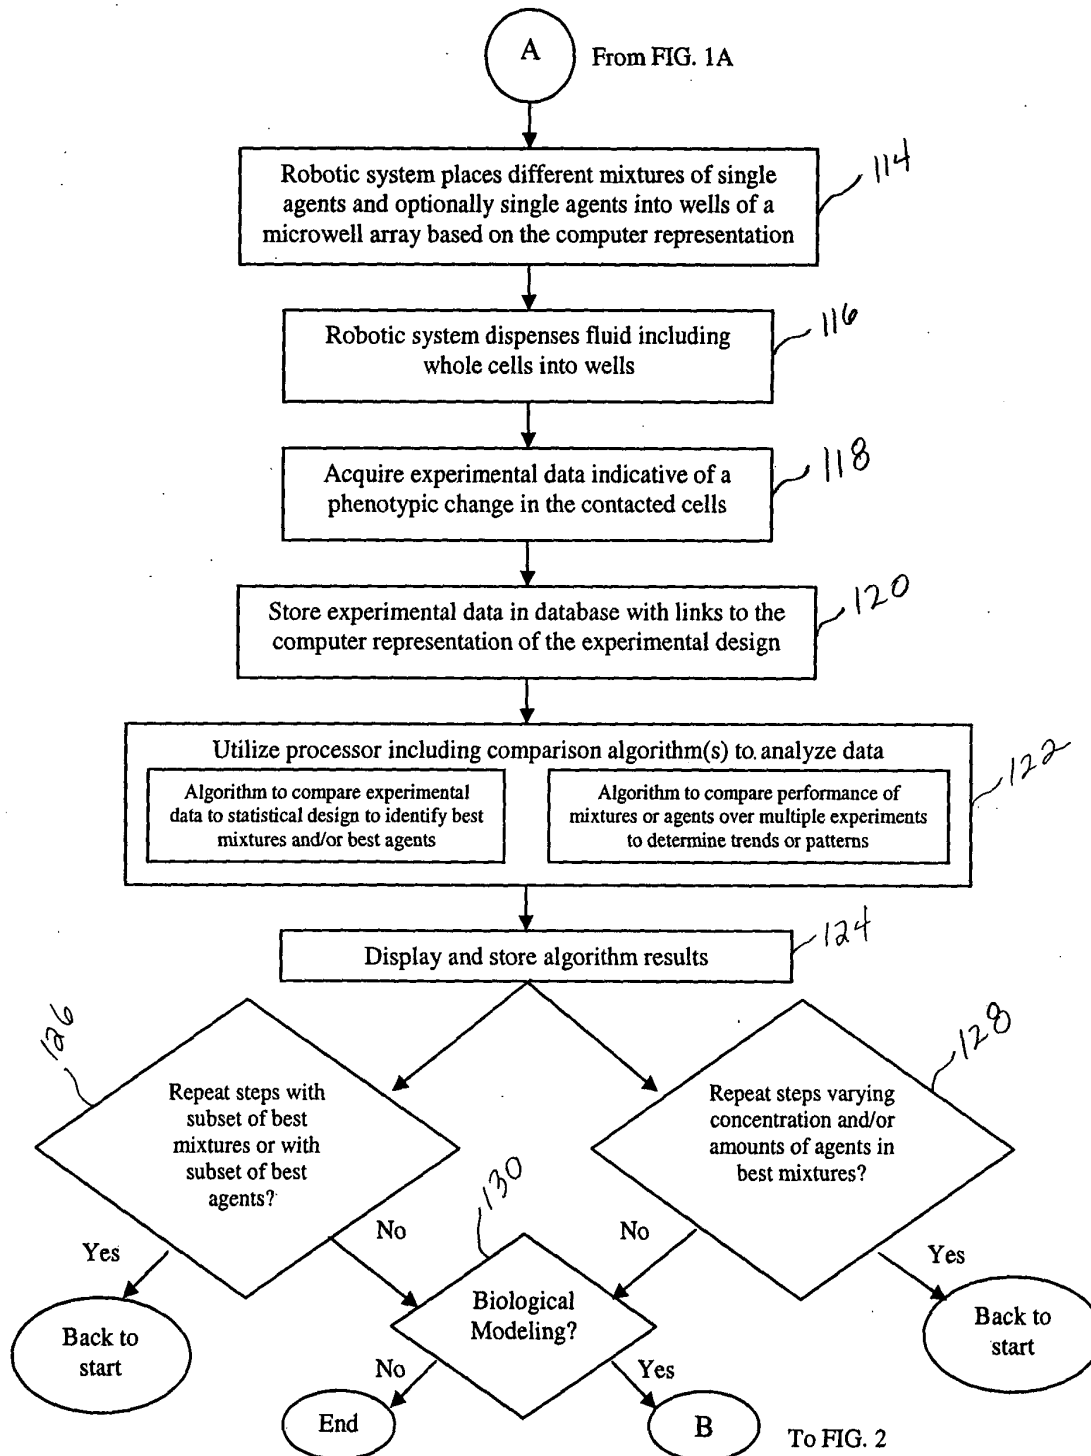 A
From FIG. 1A
Robotic system places different mixtures of single
agents and optionally single agents into wells of a
microwell array based on the computer representation
114
Robotic system dispenses fluid including
whole cells into wells
116
Acquire experimental data indicative of a
phenotypic change in the contacted cells
118
Store experimental data in database with links to the
computer representation of the experimental design
120
Utilize processor including comparison algorithm(s) to analyze data
122
Algorithm to compare experimental
data to statistical design to identify best
mixtures and/or best agents
Algorithm to compare performance of
mixtures or agents over multiple experiments
to determine trends or patterns
Display and store algorithm results
124
126
Repeat steps with
subset of best
mixtures or with
subset of best
agents?
128
Repeat steps varying
concentration and/or
amounts of agents in
best mixtures?
130
Yes
No
No
Yes
Back to
start
Biological
Modeling?
Back to
start
No
Yes
End
B
To FIG. 2